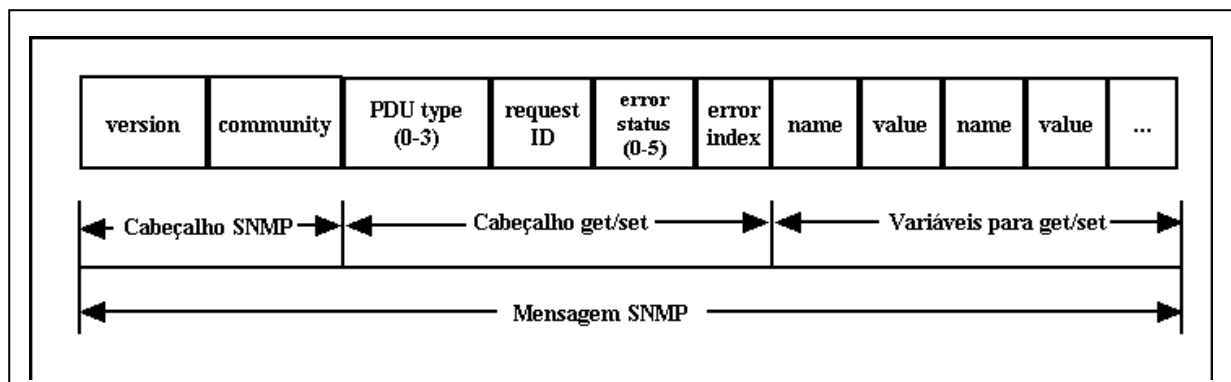 version community PDU type (0-3) request ID error status (0-5) error index name value name value ...
Cabeçalho SNMP Cabeçalho get/set Variáveis para get/set
Mensagem SNMP